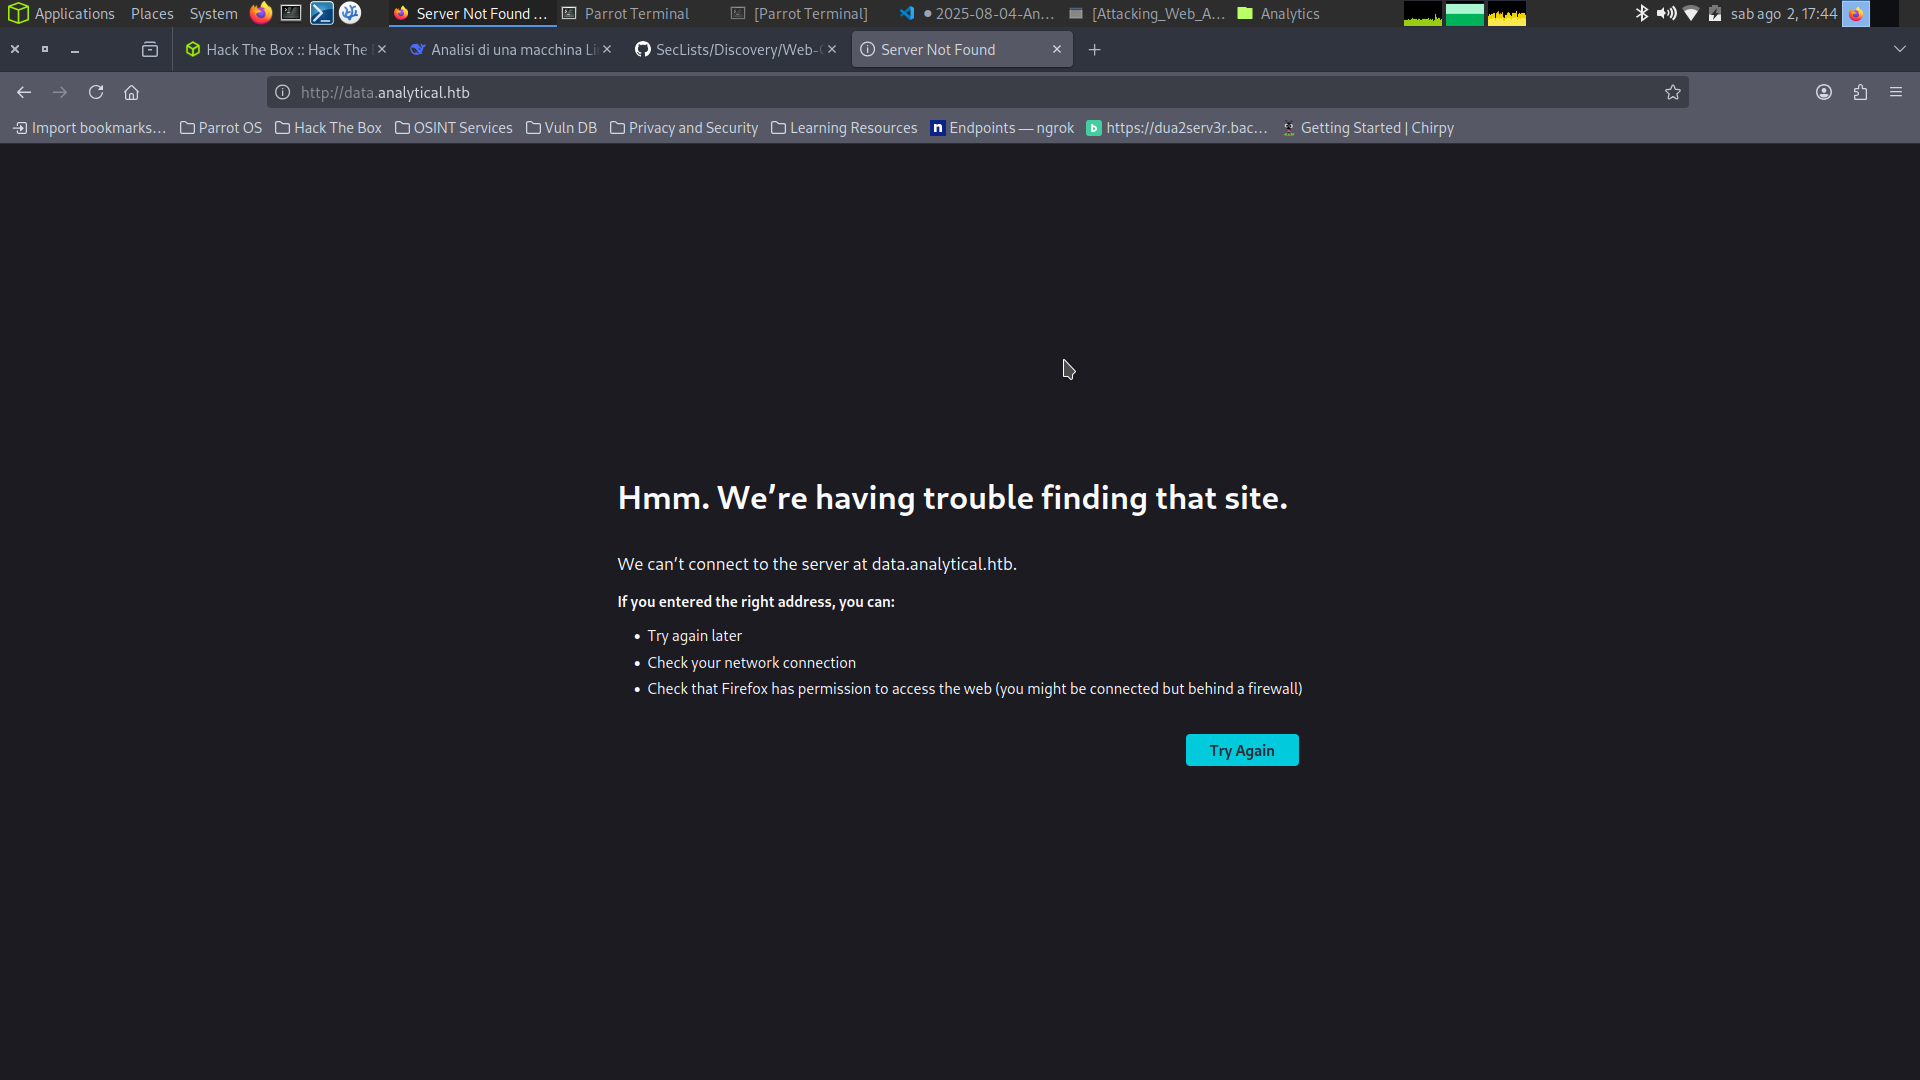 Applications Places System Server Not Found ... Parrot Terminal [Parrot Terminal] ● 2025-08-04-An... [Attacking_Web_A... Analytics sab ago 2, 17:44
Hack The Box :: Hack The Analisi di una macchina Li SecLists/Discovery/Web- Server Not Found
http://data.analytical.htb
Import bookmarks... Parrot OS Hack The Box OSINT Services Vuln DB Privacy and Security Learning Resources Endpoints — ngrok https://dua2serv3r.bac... Getting Started | Chirpy
Hmm. We’re having trouble finding that site.
We can’t connect to the server at data.analytical.htb.
If you entered the right address, you can:
• Try again later
• Check your network connection
• Check that Firefox has permission to access the web (you might be connected but behind a firewall)
Try Again